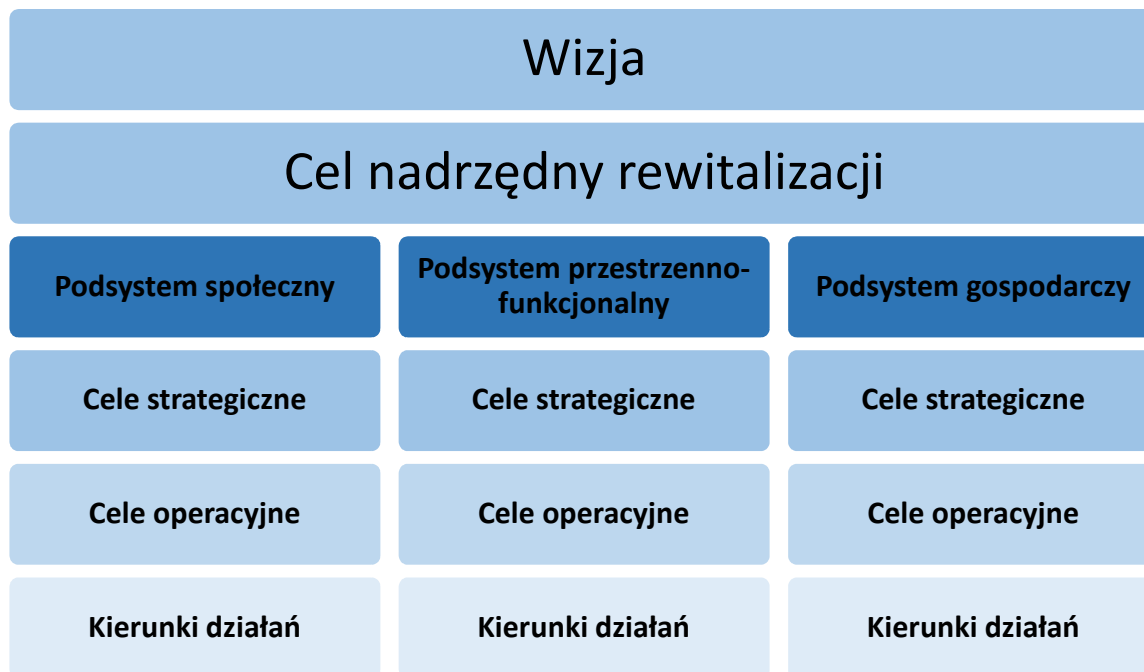 Wizja
Cel nadrzędny rewitalizacji
Podsystem społeczny
Podsystem przestrzenno-
funkcjonalny
Podsystem gospodarczy
Cele strategiczne
Cele strategiczne
Cele strategiczne
Cele operacyjne
Cele operacyjne
Cele operacyjne
Kierunki działań
Kierunki działań
Kierunki działań